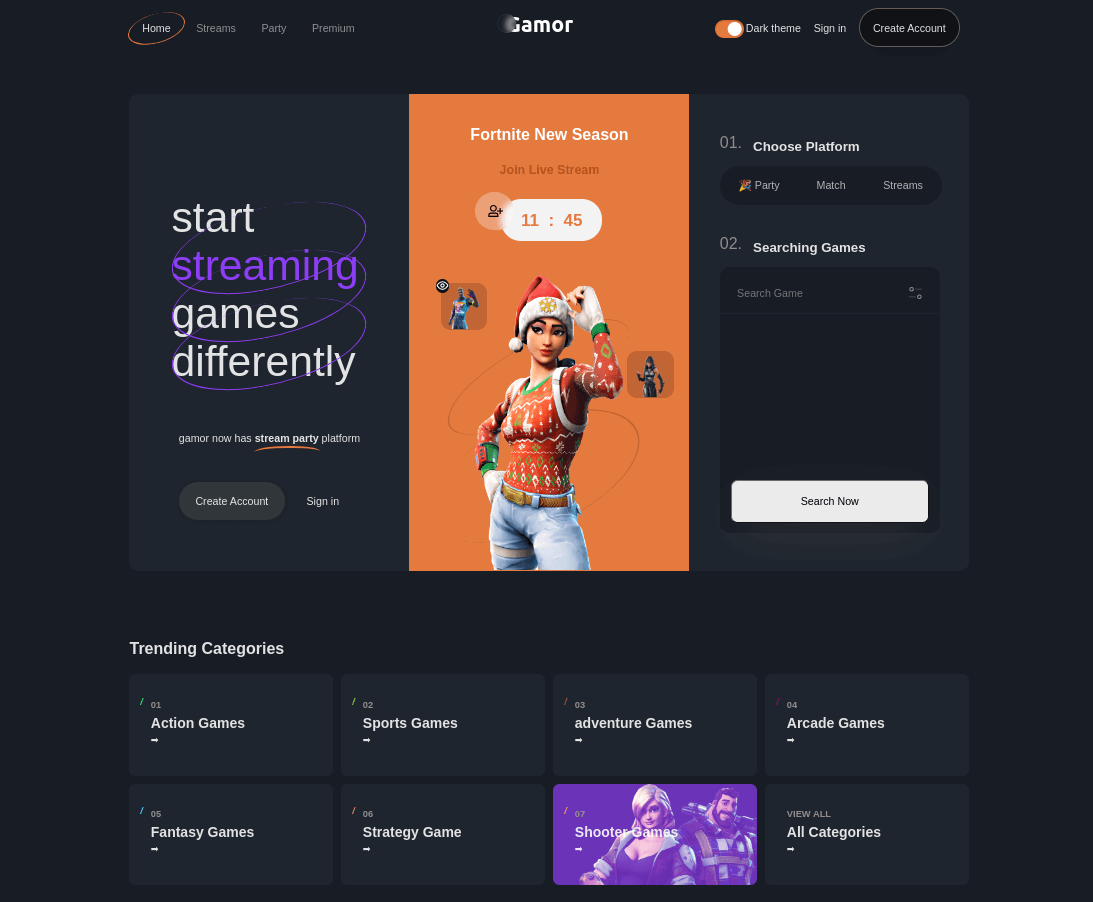 Home
Streams
Party
Premium
Gamor
Dark theme
Sign in
Create Account
start
streaming
games
differently
gamor now has stream party platform
Create Account
Sign in
Fortnite New Season
Join Live Stream
11 : 45
01.
Choose Platform
🎉 Party
Match
Streams
02.
Searching Games
Search Game
Search Now
Trending Categories
/ 01
Action Games
➡
/ 02
Sports Games
➡
/ 03
adventure Games
➡
/ 04
Arcade Games
➡
/ 05
Fantasy Games
➡
/ 06
Strategy Game
➡
/ 07
Shooter Games
➡
VIEW ALL
All Categories
➡